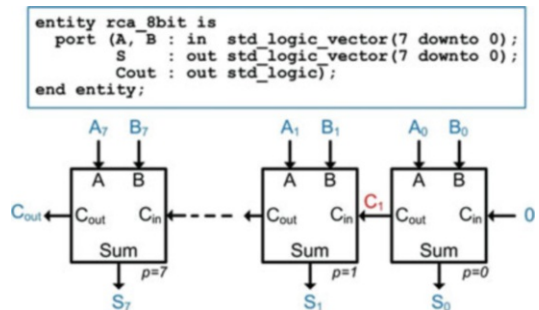 entity rca_8bit is
port (A, B : in std_logic_vector(7 downto 0);
S : out std_logic_vector(7 downto 0);
Cout : out std_logic);
end entity;
A7 B7 A1 B1 A0 B0
A B A B A B
Cout Cout Cin Cout Cin C1 Cout Cin 0
Sum Sum Sum
p=7 p=1 p=0
S7 S1 S0